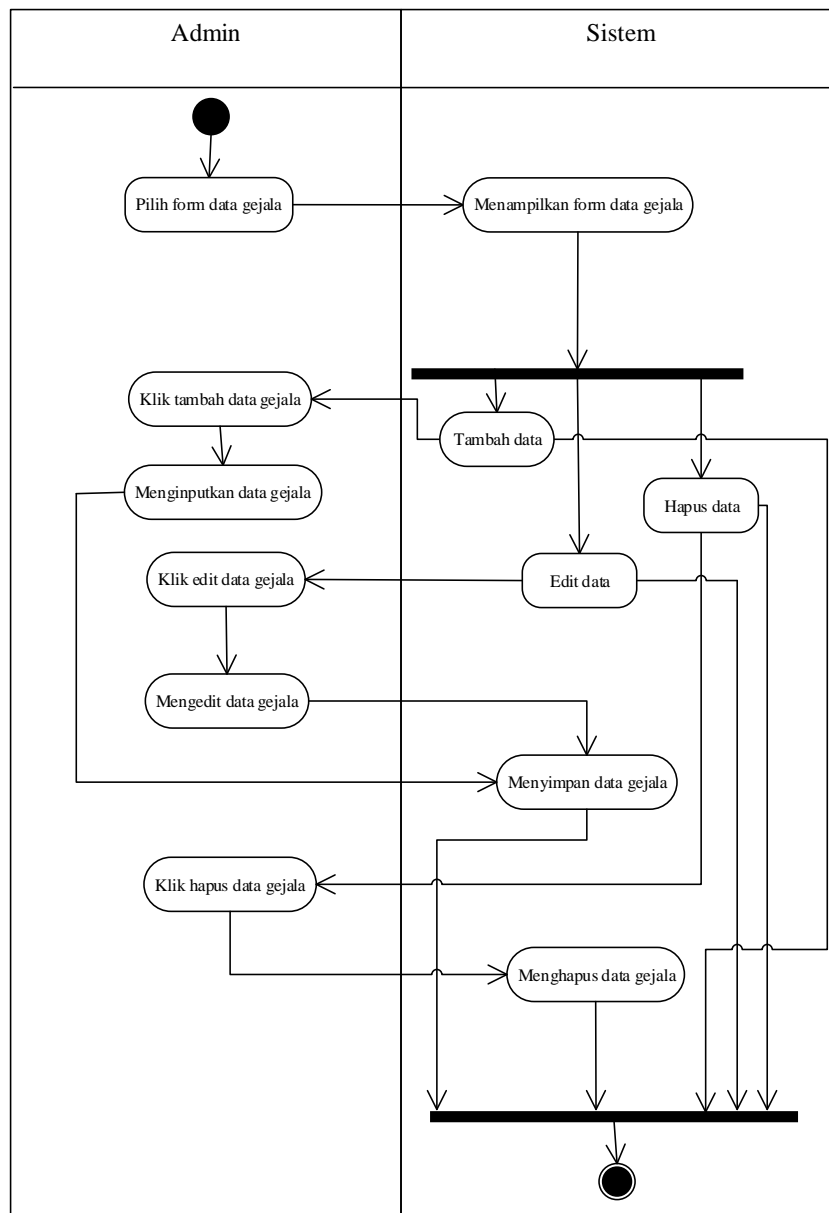 Admin
Sistem
Pilih form data gejala
Menampilkan form data gejala
Klik tambah data gejala
Tambah data
Menginputkan data gejala
Hapus data
Klik edit data gejala
Edit data
Mengedit data gejala
Menyimpan data gejala
Klik hapus data gejala
Menghapus data gejala